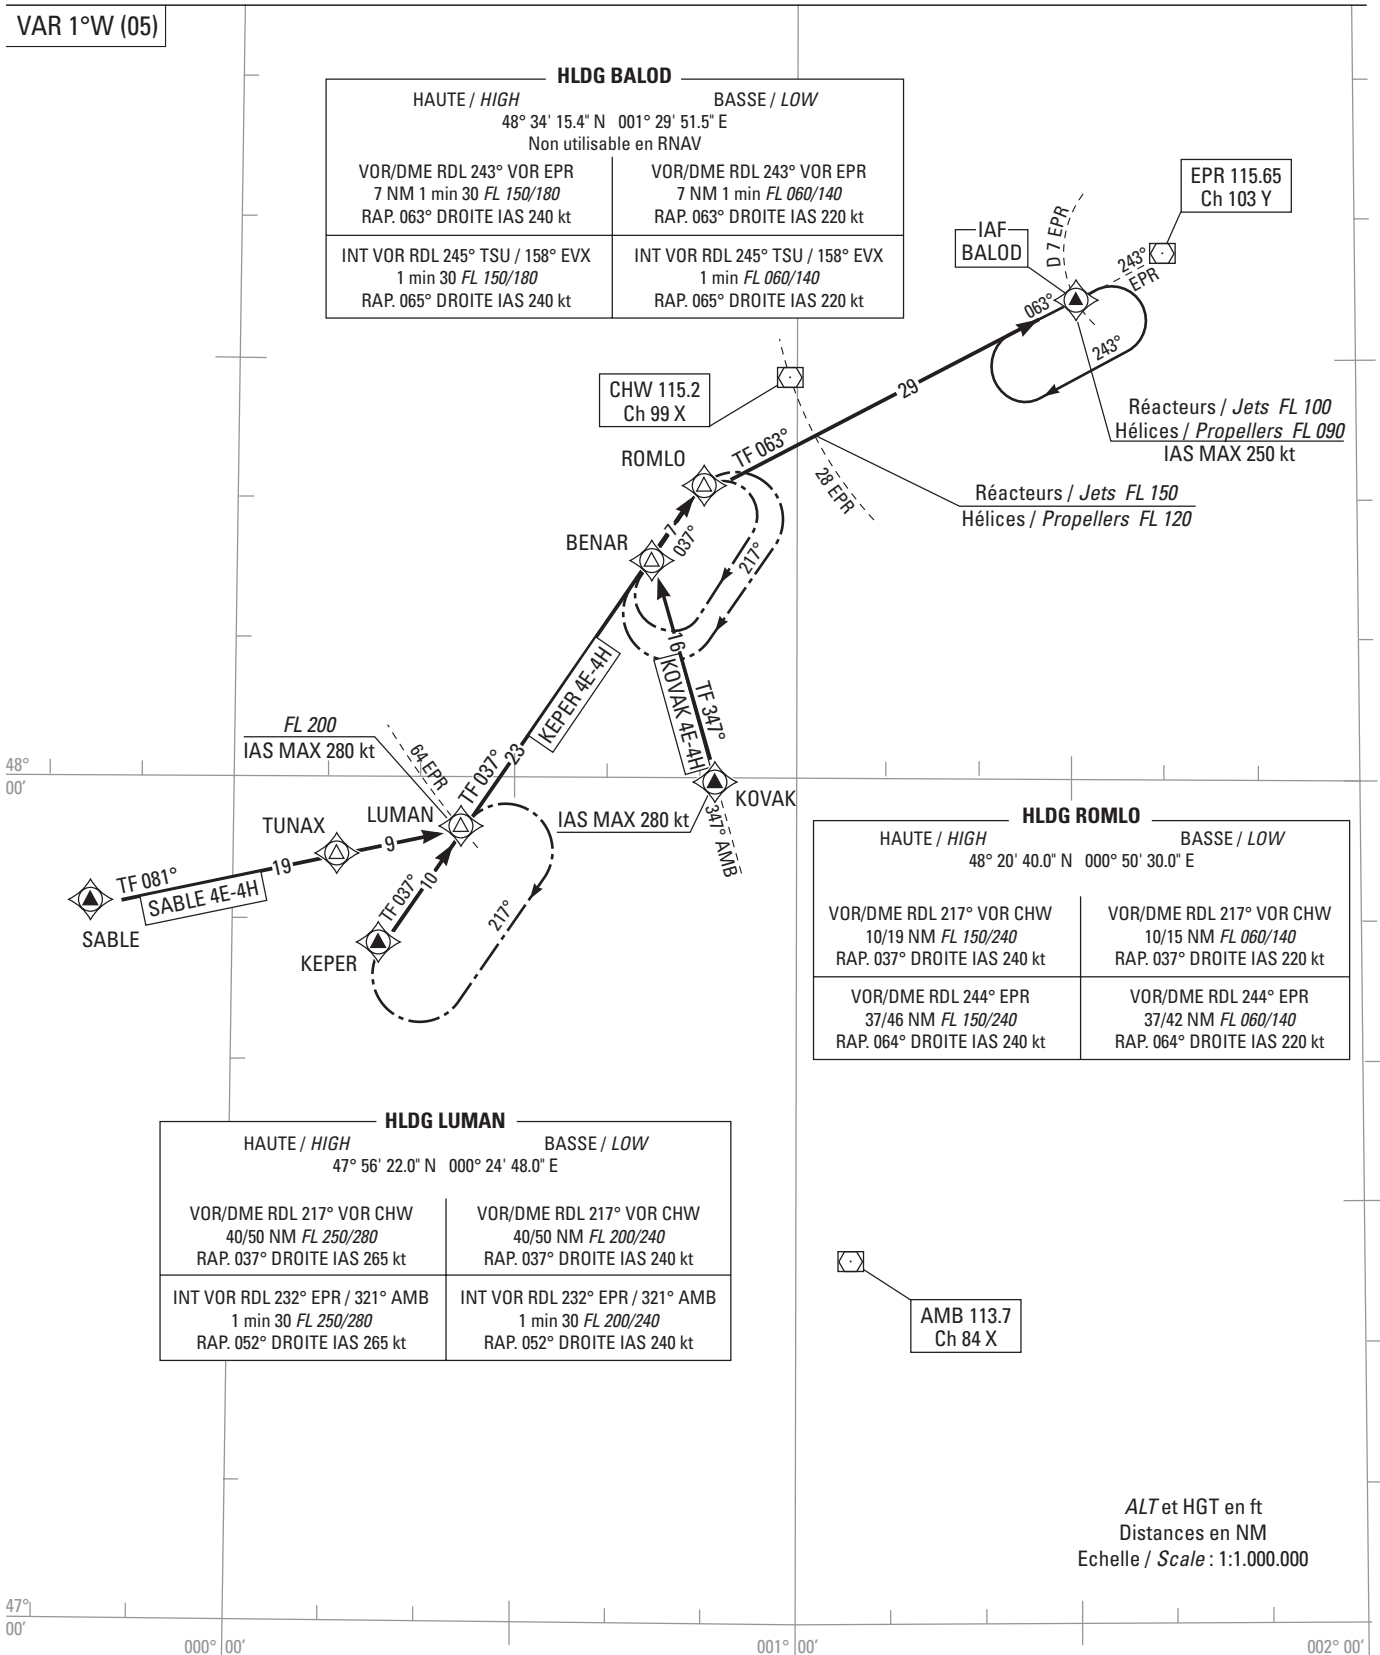 VAR 1°W (05)
HLDG BALOD
HAUTE / HIGH BASSE / LOW
48° 34' 15.4" N 001° 29' 51.5" E
Non utilisable en RNAV
VOR/DME RDL 243° VOR EPR
7 NM 1 min 30 FL 150/180
RAP. 063° DROITE IAS 240 kt
VOR/DME RDL 243° VOR EPR
7 NM 1 min FL 060/140
RAP. 063° DROITE IAS 220 kt
INT VOR RDL 245° TSU / 158° EVX
1 min 30 FL 150/180
RAP. 065° DROITE IAS 240 kt
INT VOR RDL 245° TSU / 158° EVX
1 min FL 060/140
RAP. 065° DROITE IAS 220 kt
EPR 115.65
Ch 103 Y
IAF
BALOD
D 7 EPR
243°
EPR
063°
243°
29
CHW 115.2
Ch 99 X
Réacteurs / Jets FL 100
Hélices / Propellers FL 090
IAS MAX 250 kt
ROMLO
TF 063°
28 EPR
Réacteurs / Jets FL 150
Hélices / Propellers FL 120
BENAR
7
037°
217°
16
KOVAK 4E-4H
TF 347°
KEPER 4E-4H
23
TF 037°
FL 200
IAS MAX 280 kt
64 EPR
48°
00'
LUMAN
TUNAX
9
19
TF 081°
SABLE 4E-4H
SABLE
KEPER
TF 037°
10
217°
IAS MAX 280 kt
KOVAK
347° AMB
HLDG ROMLO
HAUTE / HIGH BASSE / LOW
48° 20' 40.0" N 000° 50' 30.0" E
VOR/DME RDL 217° VOR CHW
10/19 NM FL 150/240
RAP. 037° DROITE IAS 240 kt
VOR/DME RDL 217° VOR CHW
10/15 NM FL 060/140
RAP. 037° DROITE IAS 220 kt
VOR/DME RDL 244° EPR
37/46 NM FL 150/240
RAP. 064° DROITE IAS 240 kt
VOR/DME RDL 244° EPR
37/42 NM FL 060/140
RAP. 064° DROITE IAS 220 kt
HLDG LUMAN
HAUTE / HIGH BASSE / LOW
47° 56' 22.0" N 000° 24' 48.0" E
VOR/DME RDL 217° VOR CHW
40/50 NM FL 250/280
RAP. 037° DROITE IAS 265 kt
VOR/DME RDL 217° VOR CHW
40/50 NM FL 200/240
RAP. 037° DROITE IAS 240 kt
INT VOR RDL 232° EPR / 321° AMB
1 min 30 FL 250/280
RAP. 052° DROITE IAS 265 kt
INT VOR RDL 232° EPR / 321° AMB
1 min 30 FL 200/240
RAP. 052° DROITE IAS 240 kt
AMB 113.7
Ch 84 X
ALT et HGT en ft
Distances en NM
Echelle / Scale : 1:1.000.000
47°
00'
000° 00'
001° 00'
002° 00'